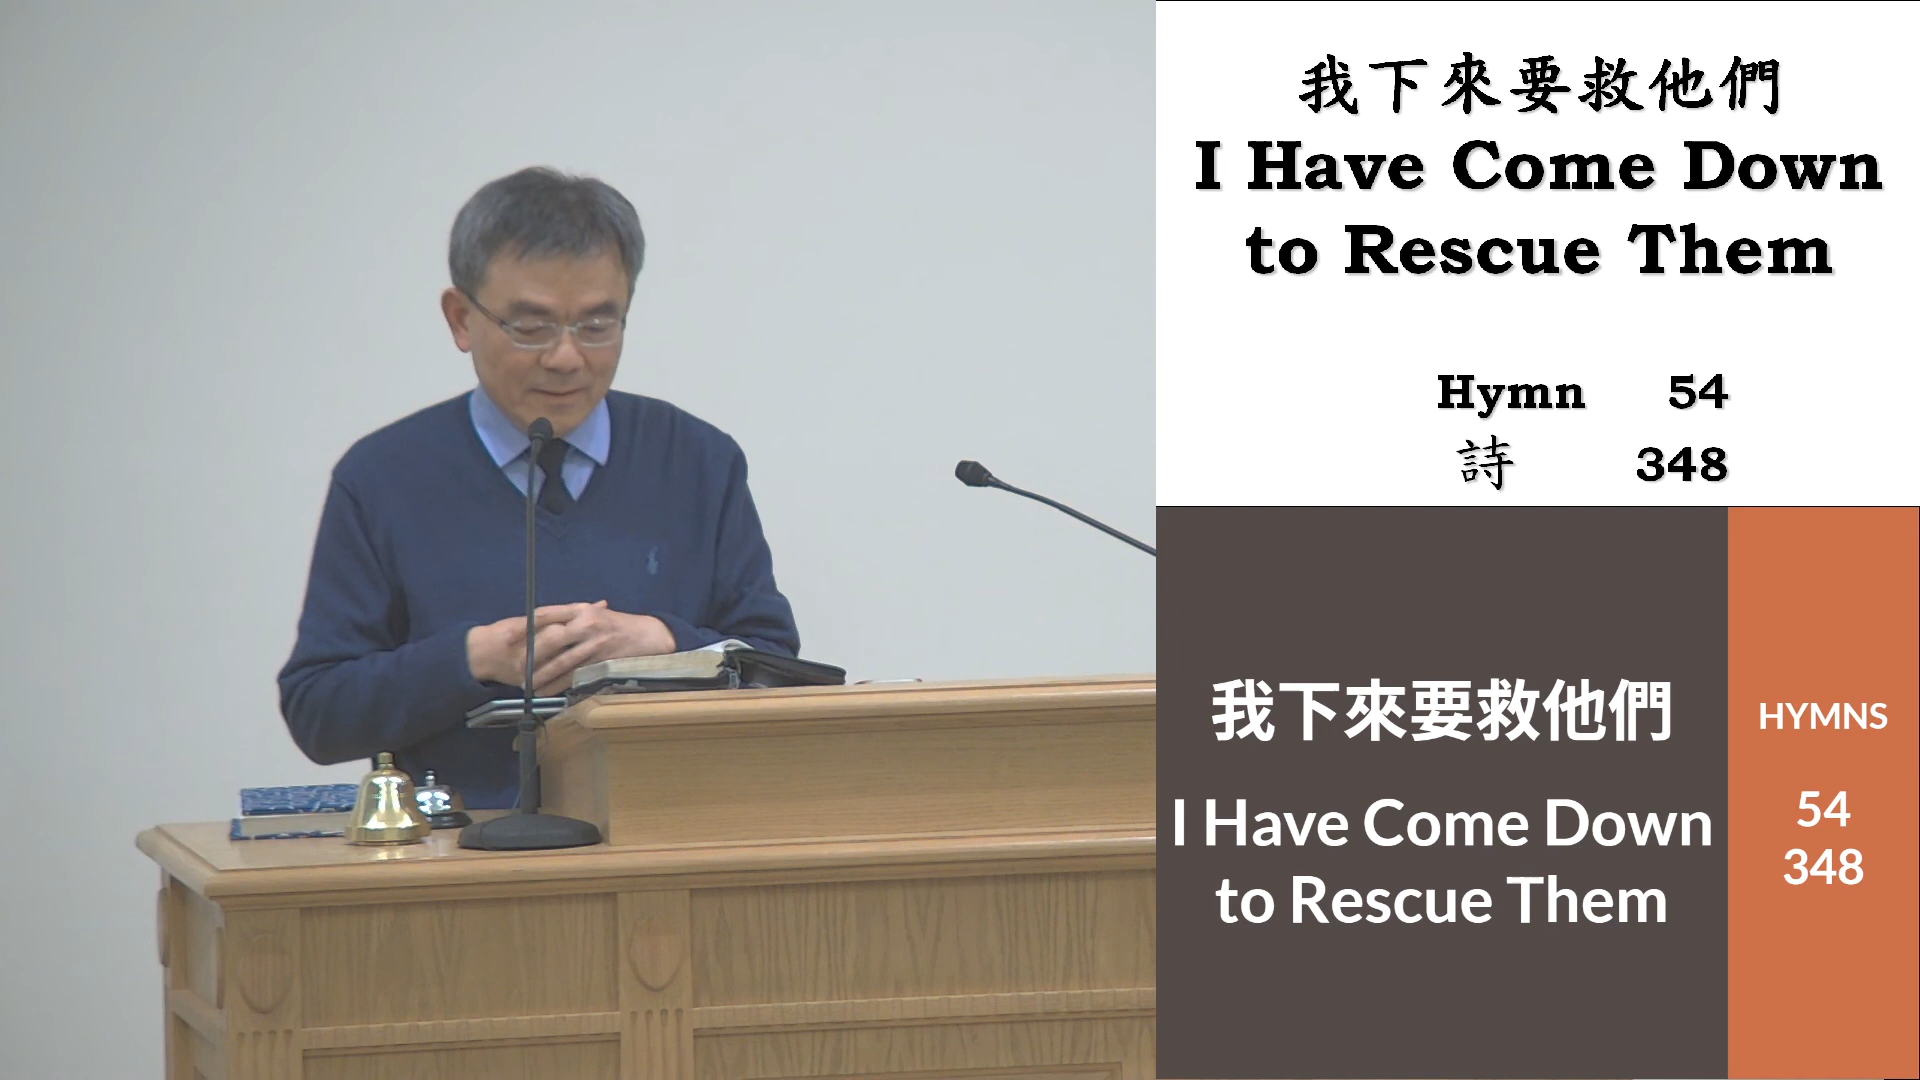 我下來要救他們
I Have Come Down
to Rescue Them
Hymn 54
詩 348
我下來要救他們
I Have Come Down
to Rescue Them
HYMNS
54
348